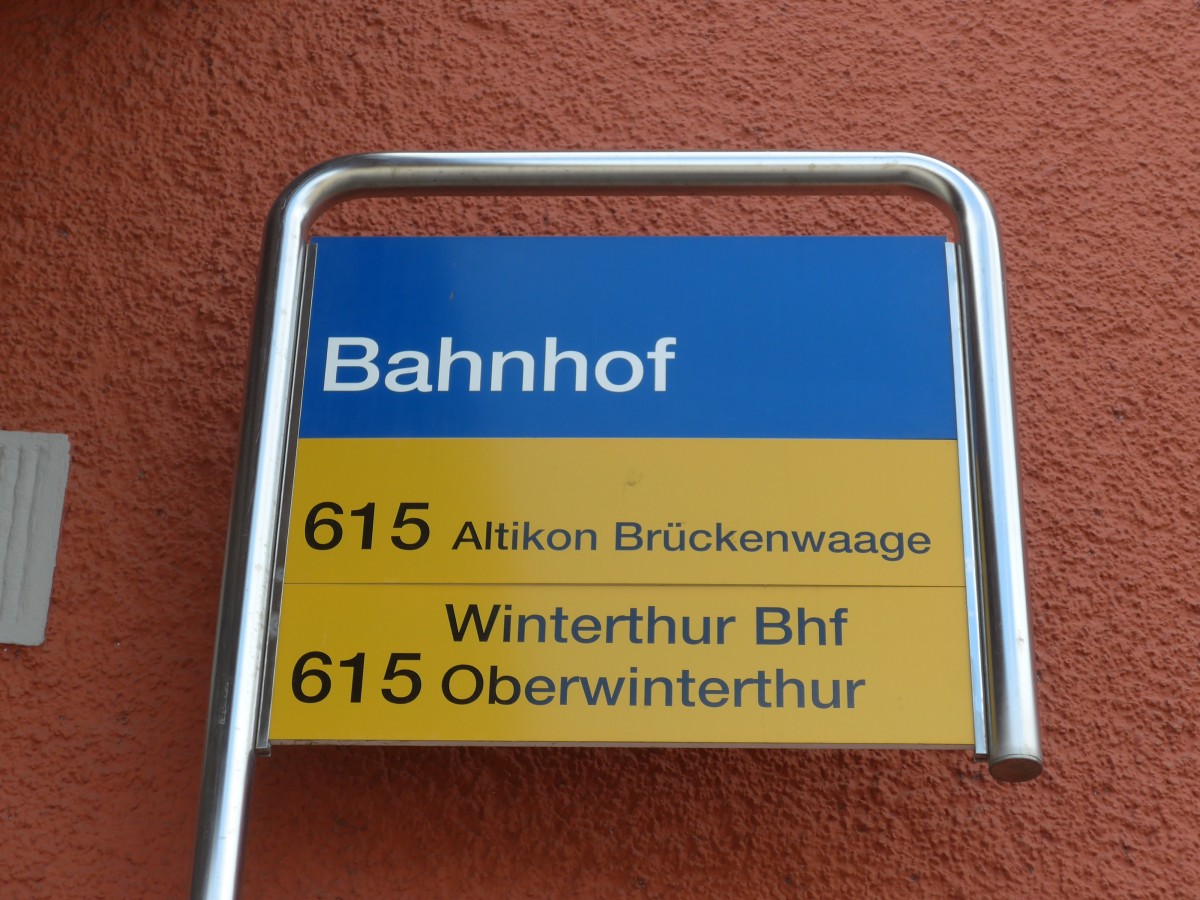 Bahnhof
615 Altikon Brückenwaage
Winterthur Bhf
615 Oberwinterthur